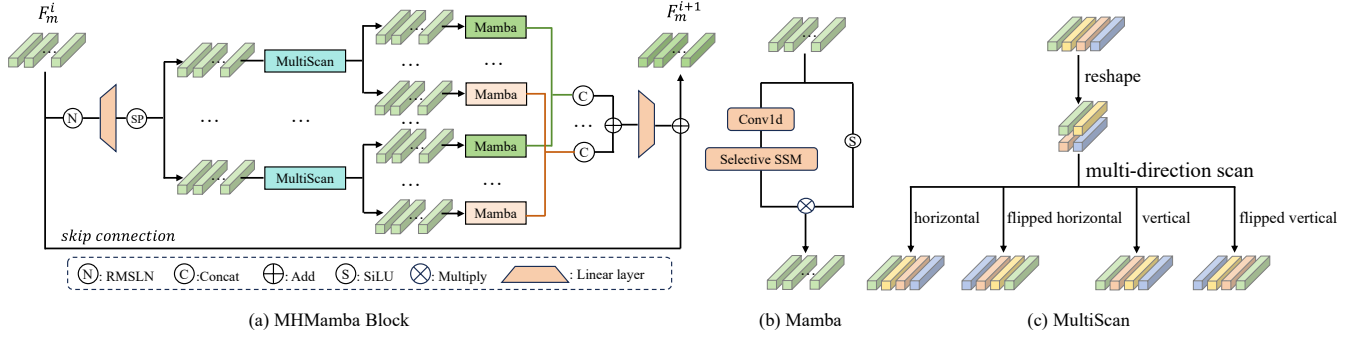 F_m^i
F_m^{i+1}
N
SP
...
MultiScan
Mamba
...
Mamba
...
...
MultiScan
Mamba
...
Mamba
C
...
C
skip connection
N : RMSLN
C :Concat
: Add
S : SiLU
: Multiply
: Linear layer
(a) MHMamba Block
Conv1d
Selective SSM
S
(b) Mamba
reshape
multi-direction scan
horizontal
flipped horizontal
vertical
flipped vertical
(c) MultiScan